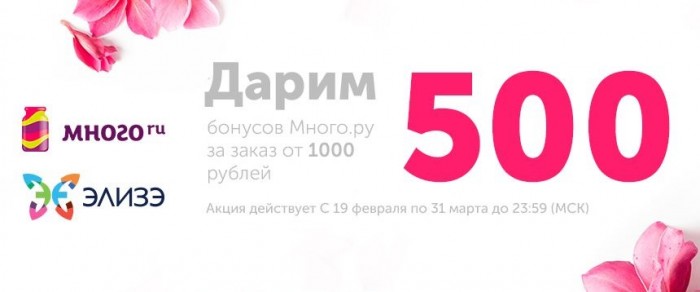 Дарим
500
бонусов Много.ру
за заказ от 1000
рублей
Акция действует С 19 февраля по 31 марта до 23:59 (МСК)
много ru
ЭЛИЗЭ